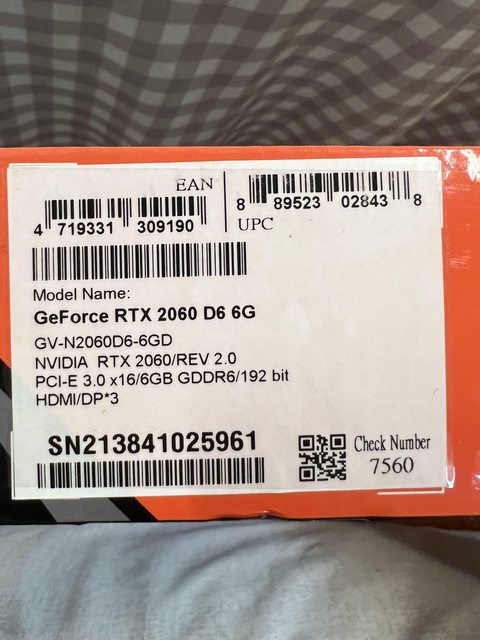 EAN
4 719331 309190
8 89523 02843 8
UPC
Model Name:
GeForce RTX 2060 D6 6G
GV-N2060D6-6GD
NVIDIA RTX 2060/REV 2.0
PCI-E 3.0 x16/6GB GDDR6/192 bit
HDMI/DP*3
SN213841025961
Check Number
7560